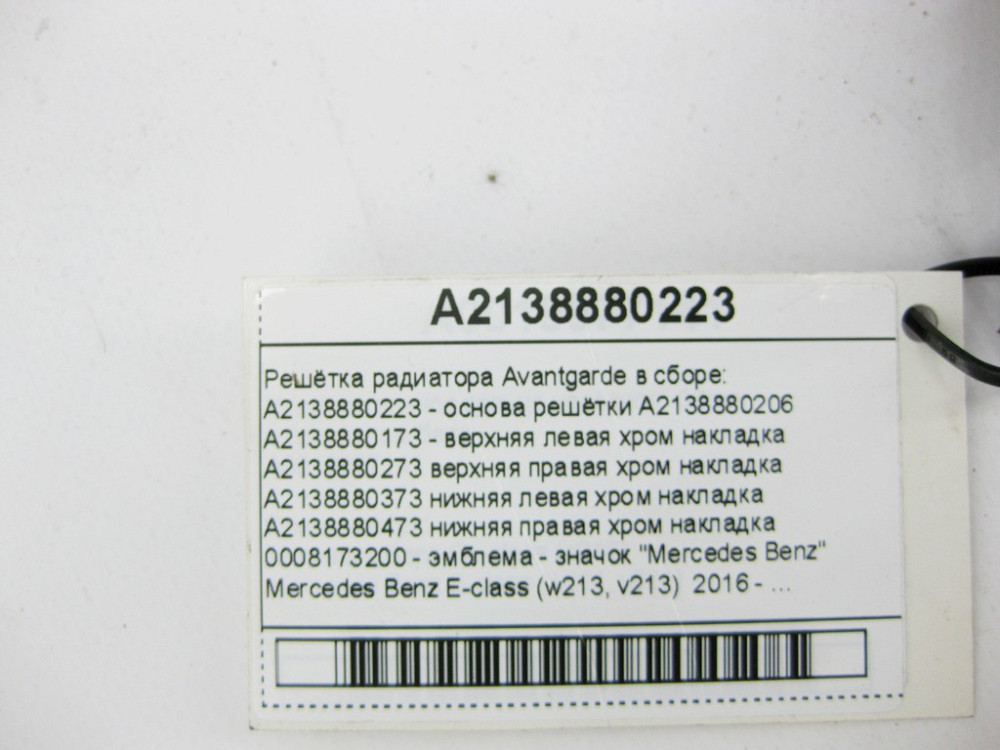 A2138880223
Решётка радиатора Avantgarde в сборе:
A2138880223 - основа решётки A2138880206
A2138880173 - верхняя левая хром накладка
A2138880273 верхняя правая хром накладка
A2138880373 нижняя левая хром накладка
A2138880473 нижняя правая хром накладка
0008173200 - эмблема - значок "Mercedes Benz"
Mercedes Benz E-class (w213, v213) 2016 - ...